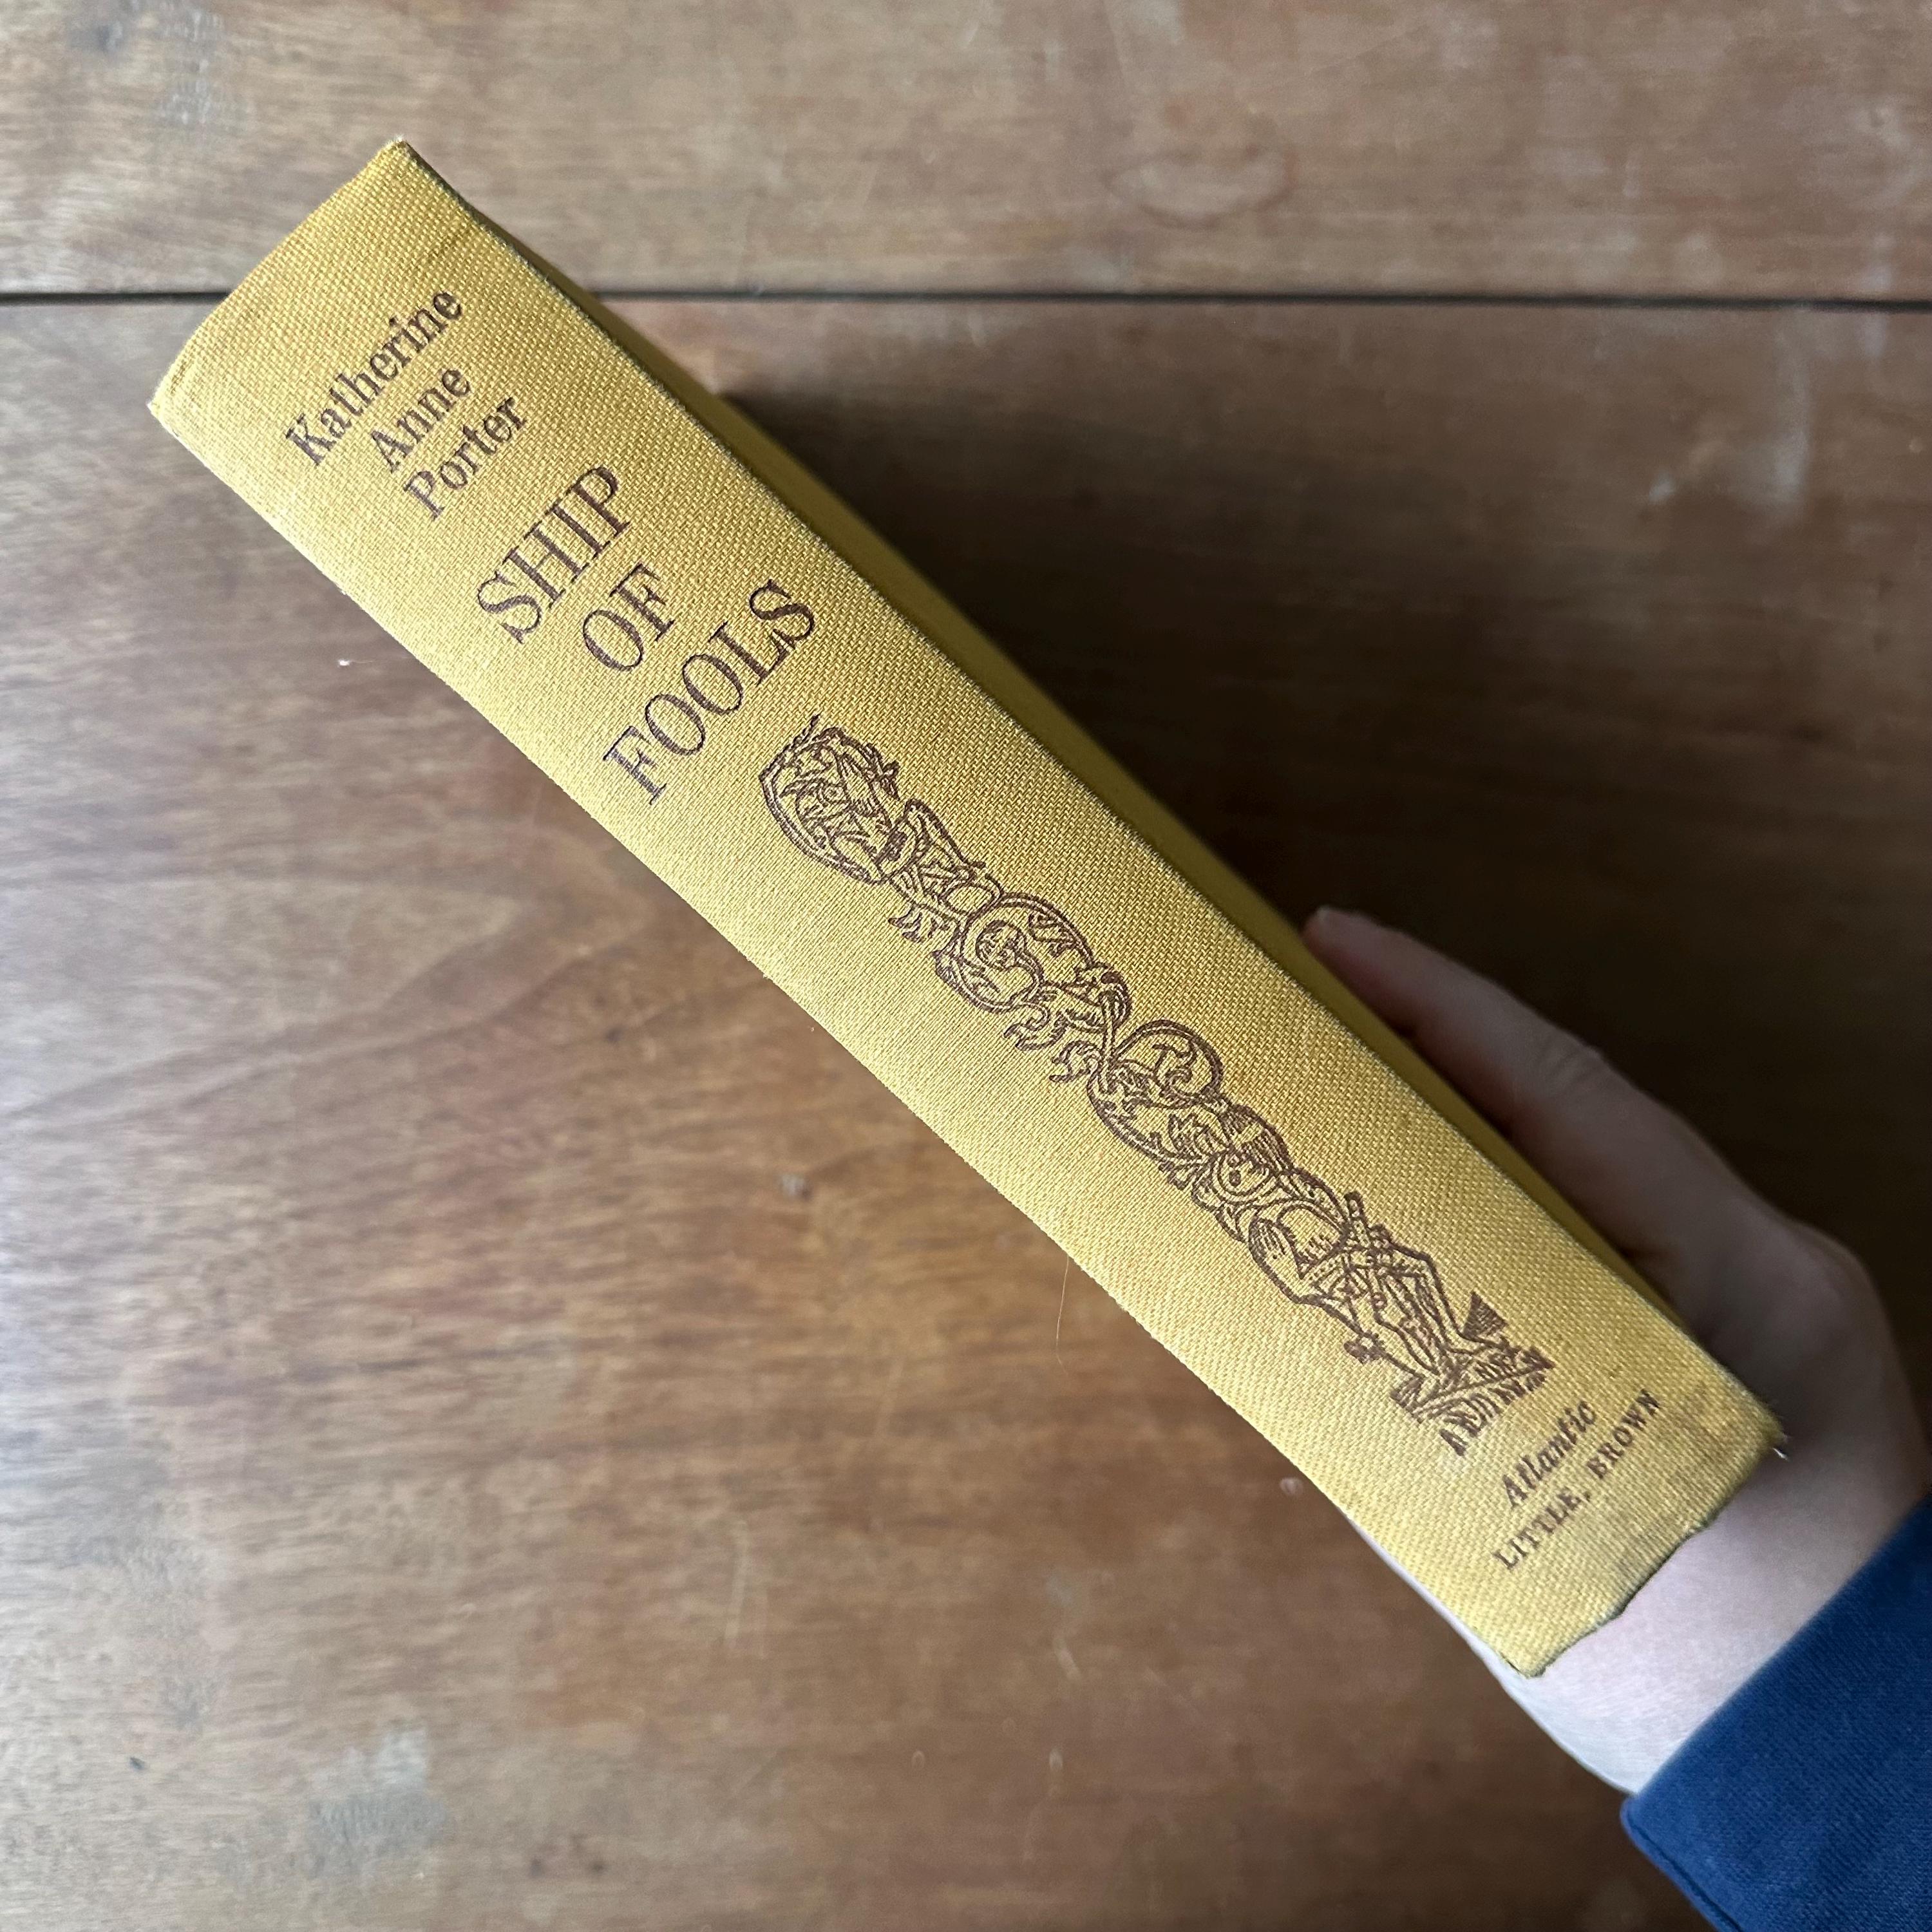 Katherine
Anne
Porter
SHIP
OF
FOOLS
Atlantic
LITTLE, BROWN